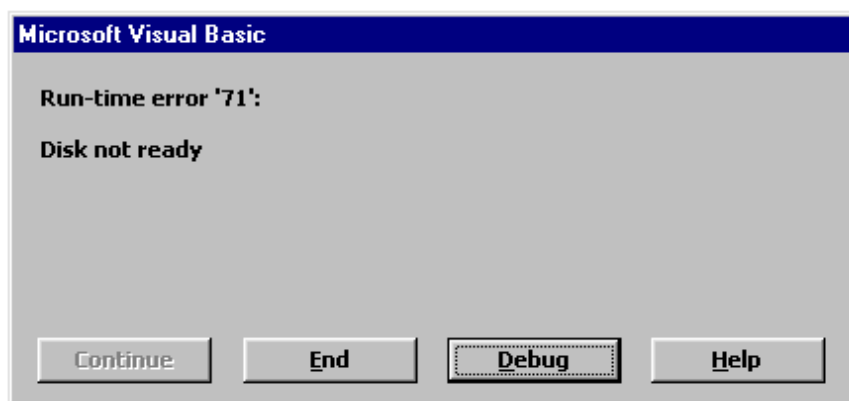 Microsoft Visual Basic
Run-time error '71':
Disk not ready
Continue End Debug Help